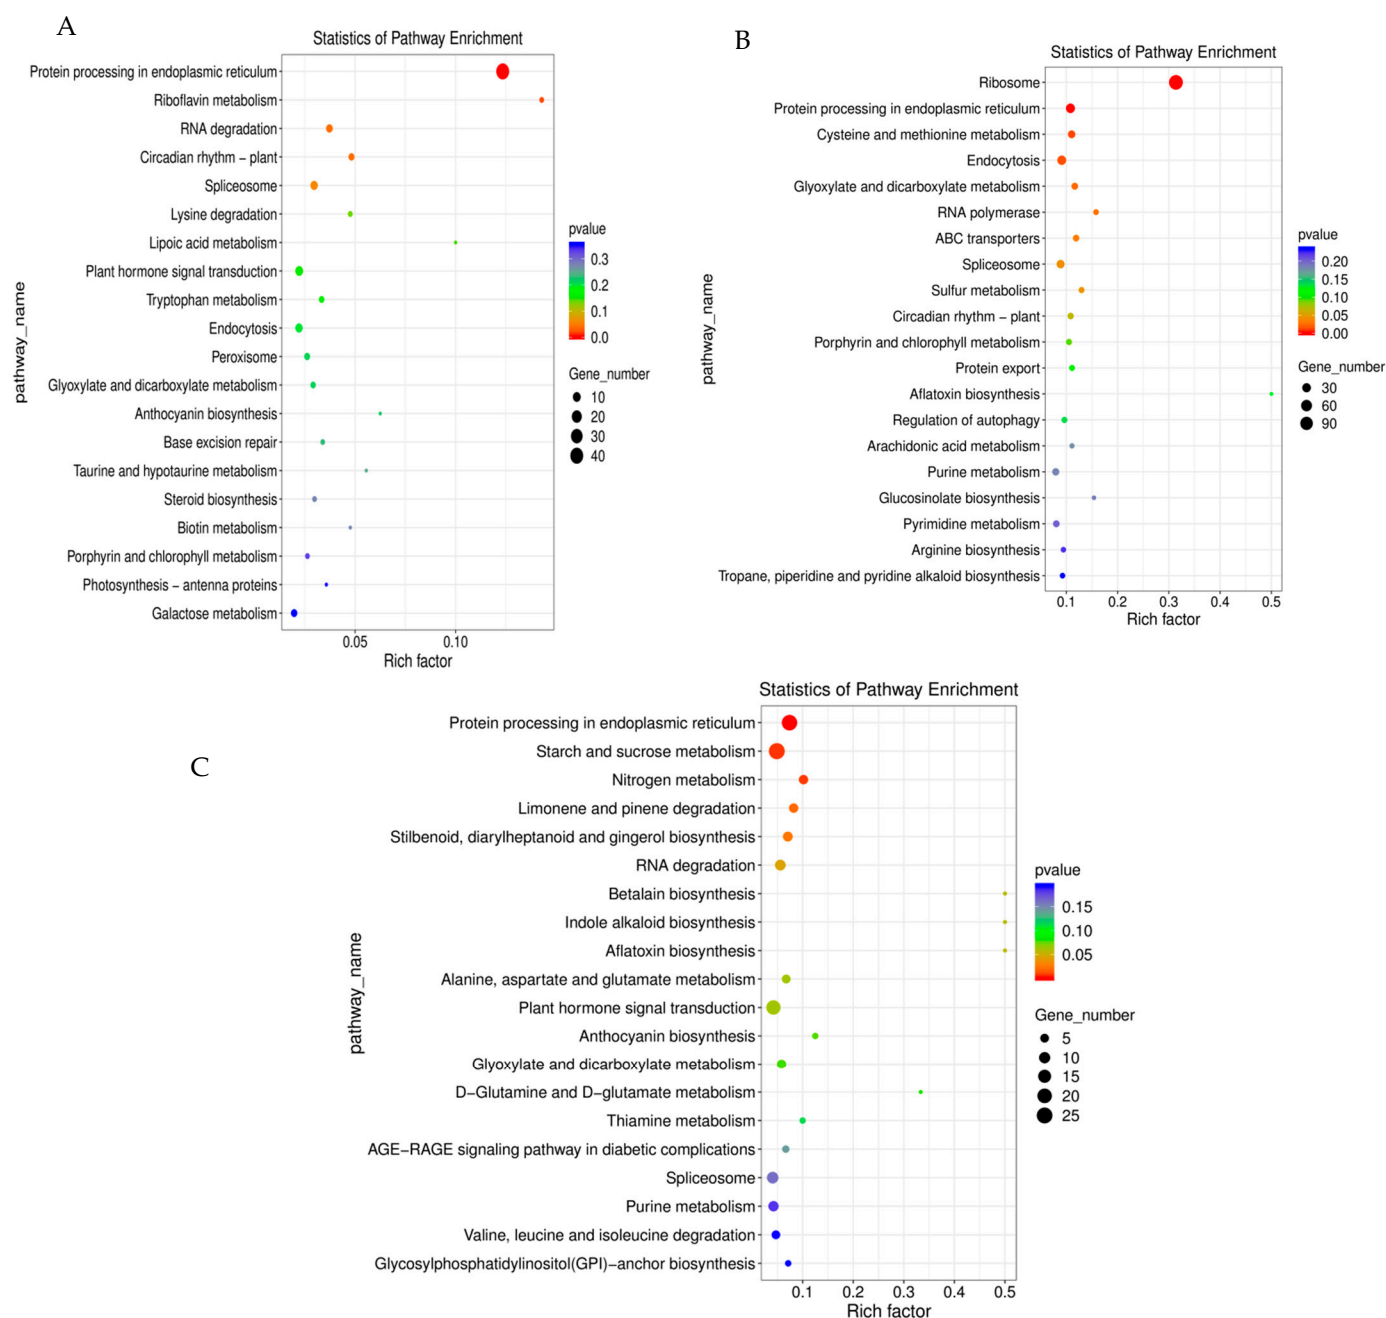 A
Statistics of Pathway Enrichment
Protein processing in endoplasmic reticulum
Riboflavin metabolism
RNA degradation
Circadian rhythm − plant
Spliceosome
Lysine degradation
Lipoic acid metabolism
Plant hormone signal transduction
Tryptophan metabolism
Endocytosis
Peroxisome
Glyoxylate and dicarboxylate metabolism
Anthocyanin biosynthesis
Base excision repair
Taurine and hypotaurine metabolism
Steroid biosynthesis
Biotin metabolism
Porphyrin and chlorophyll metabolism
Photosynthesis − antenna proteins
Galactose metabolism
pathway_name
0.05 0.10
Rich factor
pvalue
0.3
0.2
0.1
0.0
Gene_number
10
20
30
40
B
Statistics of Pathway Enrichment
Ribosome
Protein processing in endoplasmic reticulum
Cysteine and methionine metabolism
Endocytosis
Glyoxylate and dicarboxylate metabolism
RNA polymerase
ABC transporters
Spliceosome
Sulfur metabolism
Circadian rhythm − plant
Porphyrin and chlorophyll metabolism
Protein export
Aflatoxin biosynthesis
Regulation of autophagy
Arachidonic acid metabolism
Purine metabolism
Glucosinolate biosynthesis
Pyrimidine metabolism
Arginine biosynthesis
Tropane, piperidine and pyridine alkaloid biosynthesis
pathway_name
0.1 0.2 0.3 0.4 0.5
Rich factor
pvalue
0.20
0.15
0.10
0.05
0.00
Gene_number
30
60
90
C
Statistics of Pathway Enrichment
Protein processing in endoplasmic reticulum
Starch and sucrose metabolism
Nitrogen metabolism
Limonene and pinene degradation
Stilbenoid, diarylheptanoid and gingerol biosynthesis
RNA degradation
Betalain biosynthesis
Indole alkaloid biosynthesis
Aflatoxin biosynthesis
Alanine, aspartate and glutamate metabolism
Plant hormone signal transduction
Anthocyanin biosynthesis
Glyoxylate and dicarboxylate metabolism
D−Glutamine and D−glutamate metabolism
Thiamine metabolism
AGE−RAGE signaling pathway in diabetic complications
Spliceosome
Purine metabolism
Valine, leucine and isoleucine degradation
Glycosylphosphatidylinositol(GPI)−anchor biosynthesis
pathway_name
0.1 0.2 0.3 0.4 0.5
Rich factor
pvalue
0.15
0.10
0.05
Gene_number
5
10
15
20
25